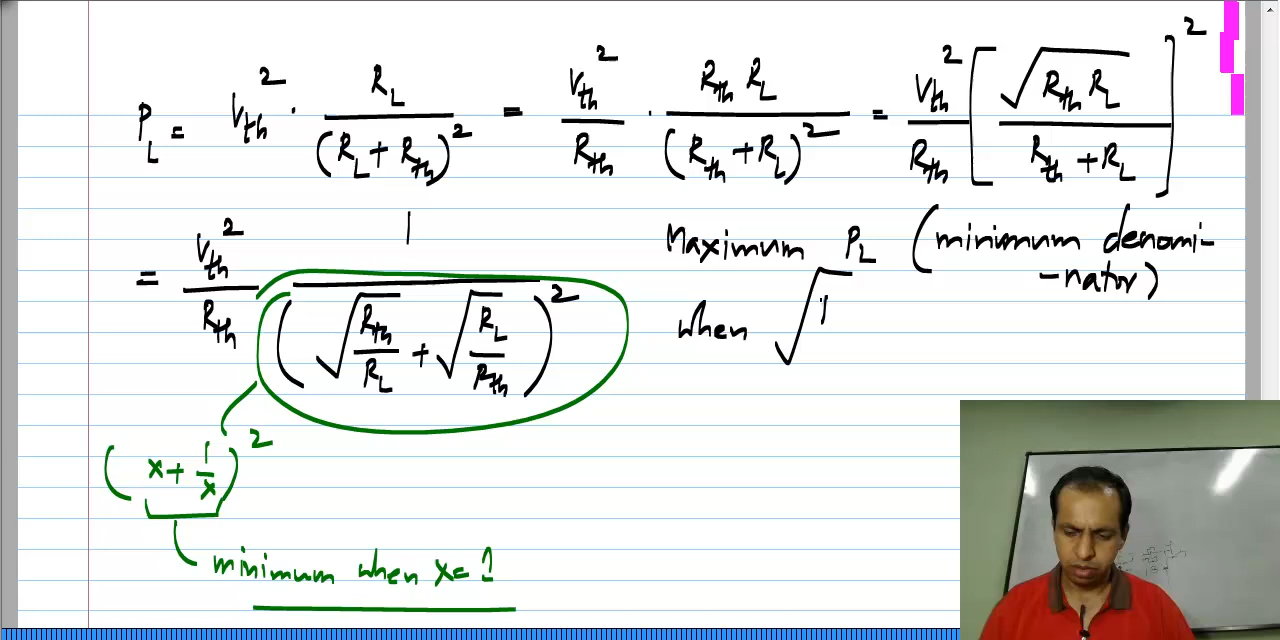 P_L = V_th^2 · R_L / (R_L + R_th)^2 = V_th^2 / R_th · R_th R_L / (R_th + R_L)^2 = V_th^2 / R_th [ √(R_th R_L) / (R_th + R_L) ]^2
= V_th^2 / R_th 1 / ( √(R_th / R_L) + √(R_L / R_th) )^2
Maximum P_L (minimum denomi-
-nator)
when √
( x + 1/x )^2
minimum when x = 1